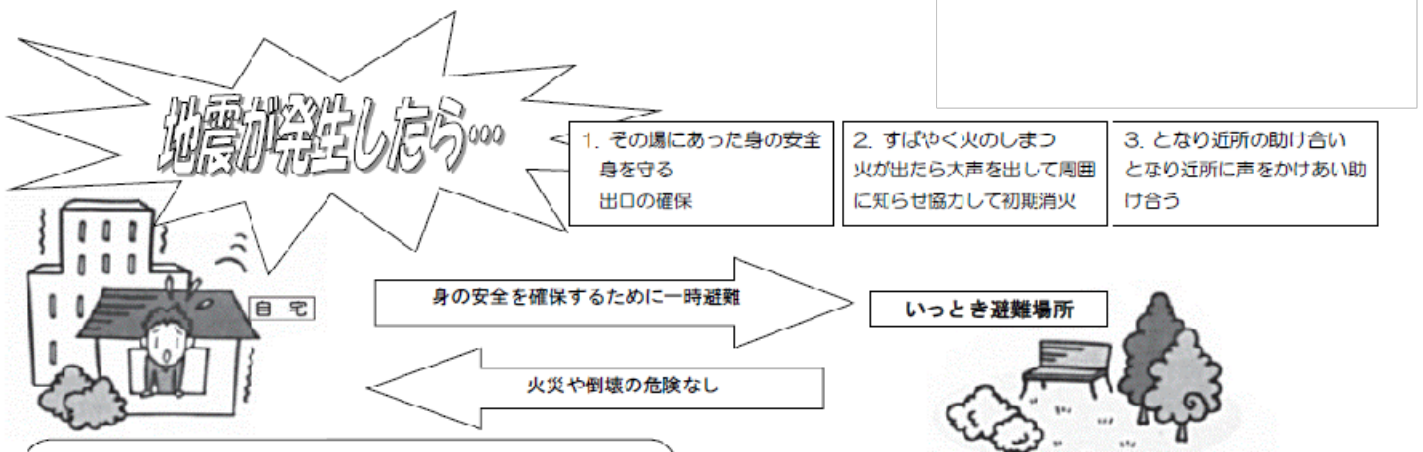 地震が発生したら…
1. その場にあった身の安全
身を守る
出口の確保
2. すばやく火のしまつ
火が出たら大声を出して周囲
に知らせ協力して初期消火
3. となり近所の助け合い
となり近所に声をかけあい助
け合う
自 宅
身の安全を確保するために一時避難
いっとき避難場所
火災や倒壊の危険なし